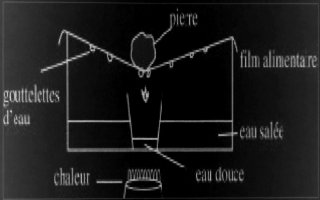 pierre
film alimentaire
gouttelettes
d'eau
eau salée
chaleur
eau douce